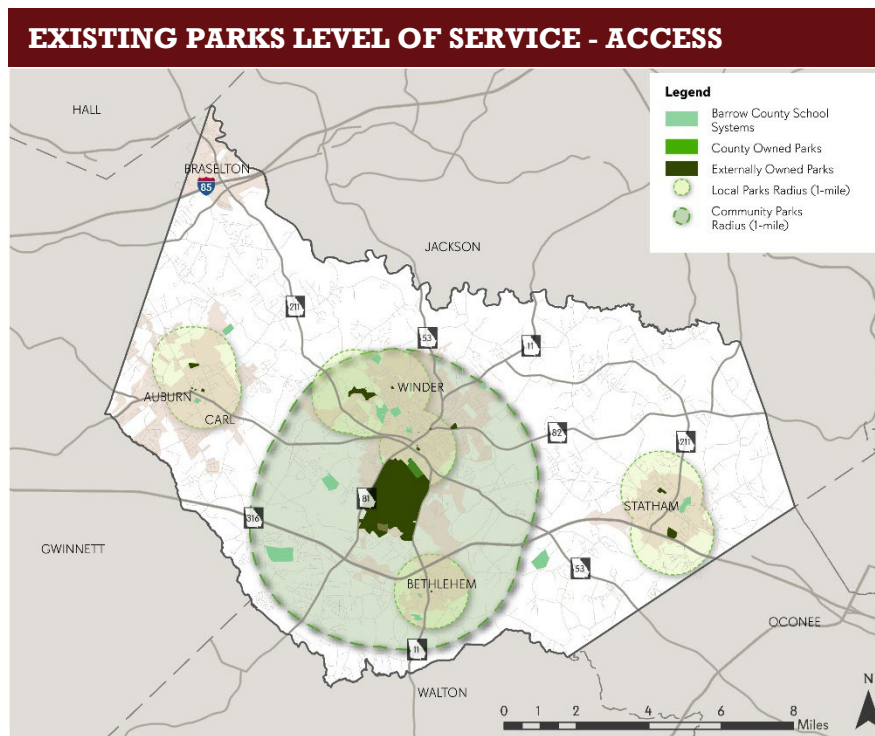 EXISTING PARKS LEVEL OF SERVICE - ACCESS
Legend
Barrow County School
Systems
County Owned Parks
Externally Owned Parks
Local Parks Radius (1-mile)
Community Parks
Radius (1-mile)
HALL
BRASELTON
85
JACKSON
211
53
11
WINDER
AUBURN
CARL
82
211
81
STATHAM
316
GWINNETT
BETHLEHEM
53
OCONEE
11
WALTON
N
0 1 2 4 6 8
Miles